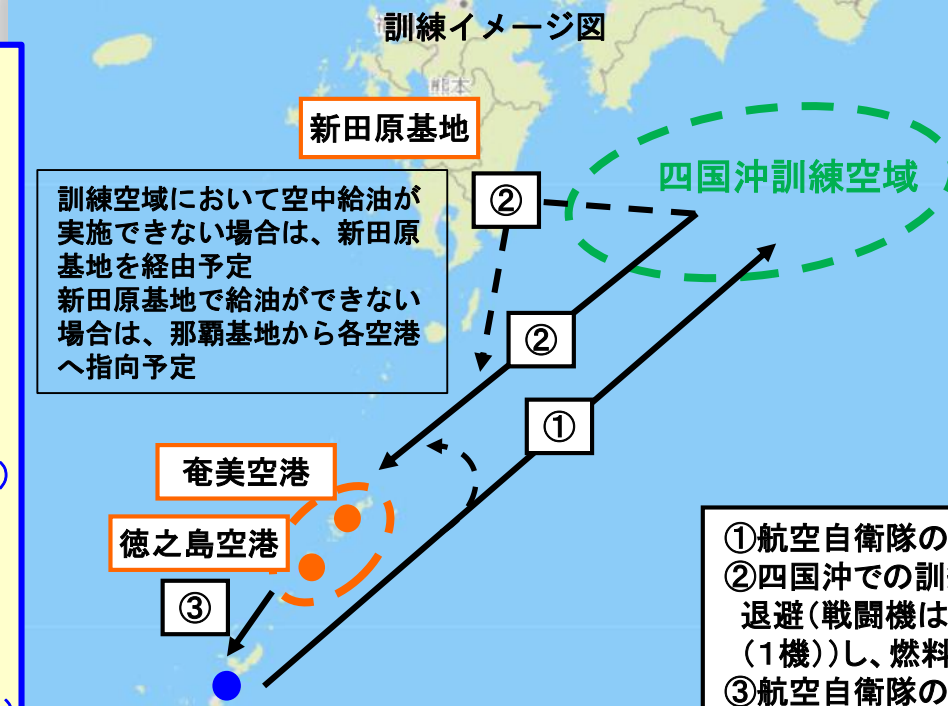 訓練イメージ図
熊本
新田原基地
四国沖訓練空域
訓練空域において空中給油が
実施できない場合は、新田原
基地を経由予定
新田原基地で給油ができない
場合は、那覇基地から各空港
へ指向予定
②
②
①
奄美空港
徳之島空港
③
①航空自衛隊の
②四国沖での訓
退避(戦闘機は
(1機))し、燃料
③航空自衛隊の
)